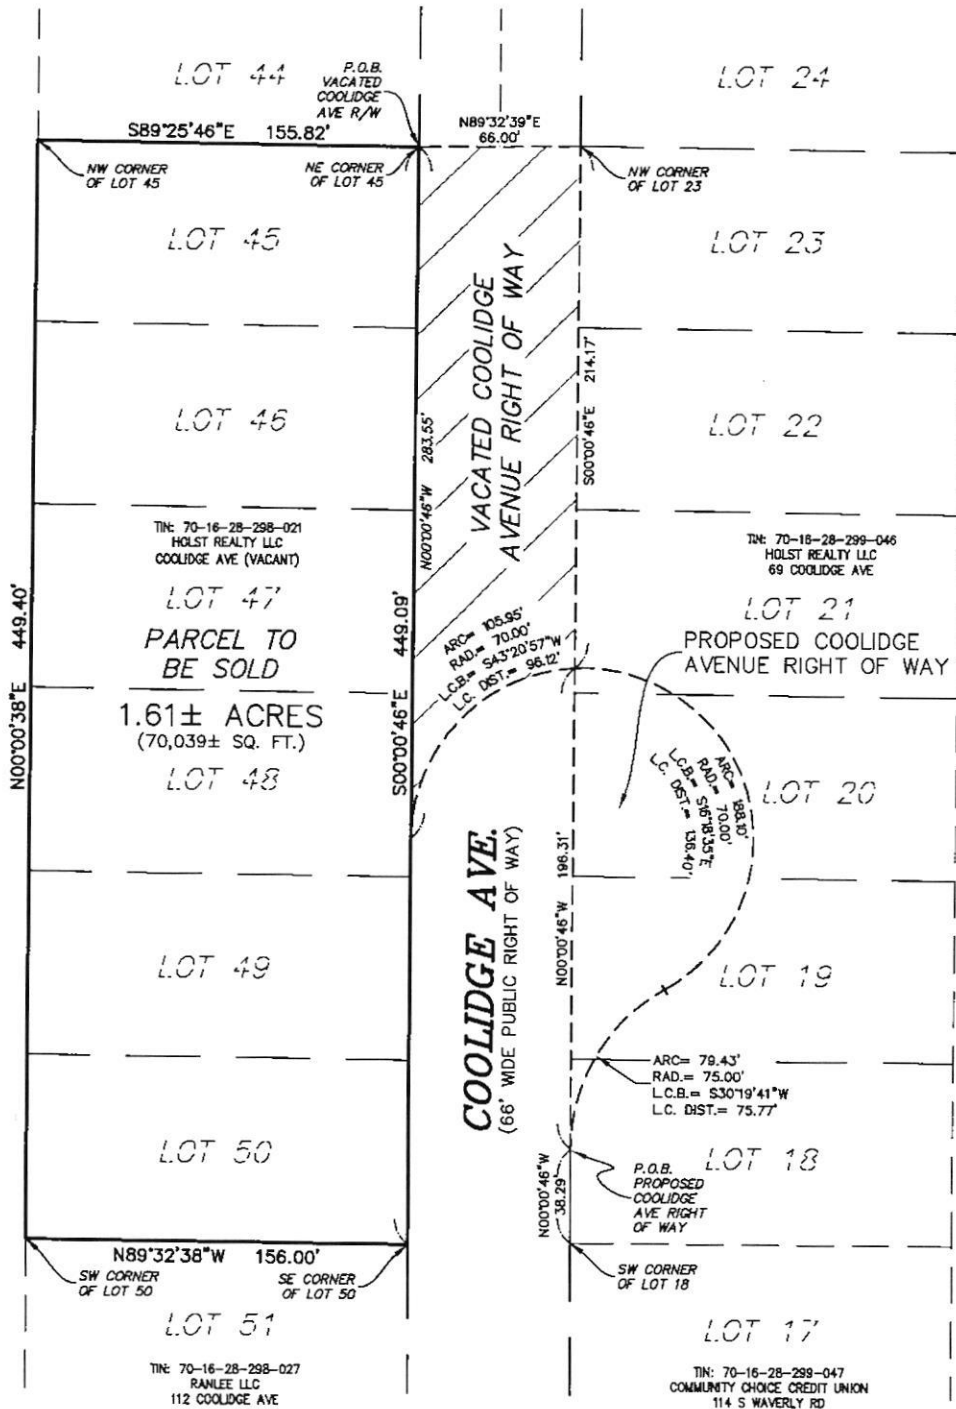 LOT 44
P.O.B.
VACATED
COOLIDGE
AVE R/W
LOT 24
S89°25'46"E 155.82'
N89°32'39"E
66.00'
NW CORNER
OF LOT 45
NE CORNER
OF LOT 45
NW CORNER
OF LOT 23
LOT 45
LOT 23
VACATED COOLIDGE
AVENUE RIGHT OF WAY
S00°00'46"E 214.17'
LOT 46
N00°00'46"W 283.55'
LOT 22
TIN: 70-16-28-298-021
HOLST REALTY LLC
COOLIDGE AVE (VACANT)
TIN: 70-16-28-299-046
HOLST REALTY LLC
69 COOLIDGE AVE
LOT 47
LOT 21
PARCEL TO
BE SOLD
N00°00'38"E 449.40'
S00°00'46"E 449.09'
ARC= 105.95'
RAD.= 70.00'
L.C.B.= S43°20'57"W
L.C. DIST.= 96.12'
PROPOSED COOLIDGE
AVENUE RIGHT OF WAY
1.61± ACRES
(70,039± SQ. FT.)
LOT 48
ARC= 188.10'
RAD.= 70.00'
L.C.B.= S16°18'35"E
L.C. DIST.= 136.40'
LOT 20
COOLIDGE AVE.
(66' WIDE PUBLIC RIGHT OF WAY)
N00°00'46"W 196.31'
LOT 49
LOT 19
ARC= 79.43'
RAD.= 75.00'
L.C.B.= S30°19'41"W
L.C. DIST.= 75.77'
LOT 50
LOT 18
N00°00'46"W
38.29'
P.O.B.
PROPOSED
COOLIDGE
AVE RIGHT
OF WAY
N89°32'38"W 156.00'
SW CORNER
OF LOT 50
SE CORNER
OF LOT 50
SW CORNER
OF LOT 18
LOT 51
LOT 17
TIN: 70-16-28-298-027
RANLEE LLC
112 COOLIDGE AVE
TIN: 70-16-28-299-047
COMMUNITY CHOICE CREDIT UNION
114 S WAVERLY RD